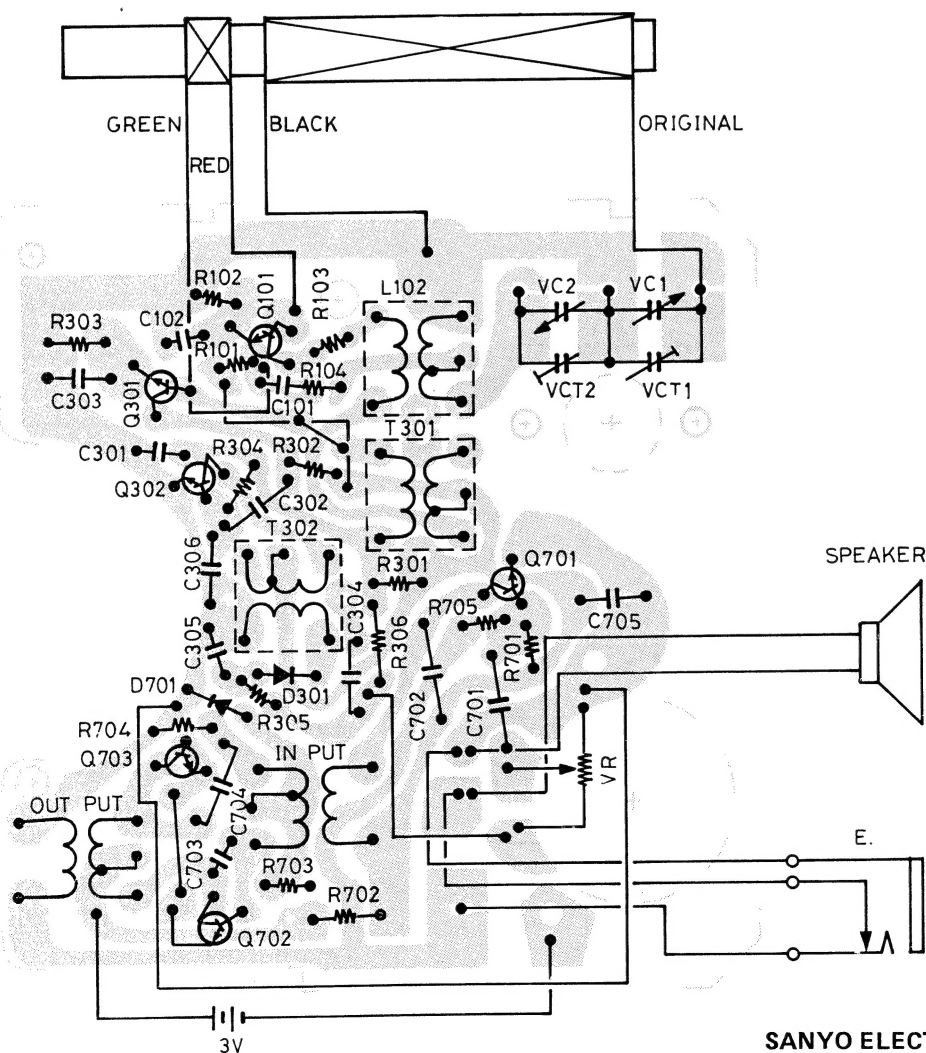 GREEN
BLACK
ORIGINAL
RED
R102
Q101
R103
L102
VC2
VC1
R303
C102
R101
R104
VCT2
VCT1
C303
Q301
C101
T301
C301
R304
R302
Q302
C302
T302
C306
R301
Q701
SPEAKER
C304
R306
R705
C705
C305
R701
D701
D301
C702
C701
R305
R704
Q703
IN PUT
VR
OUT PUT
C704
E.
C703
R703
R702
Q702
3V
SANYO ELECT